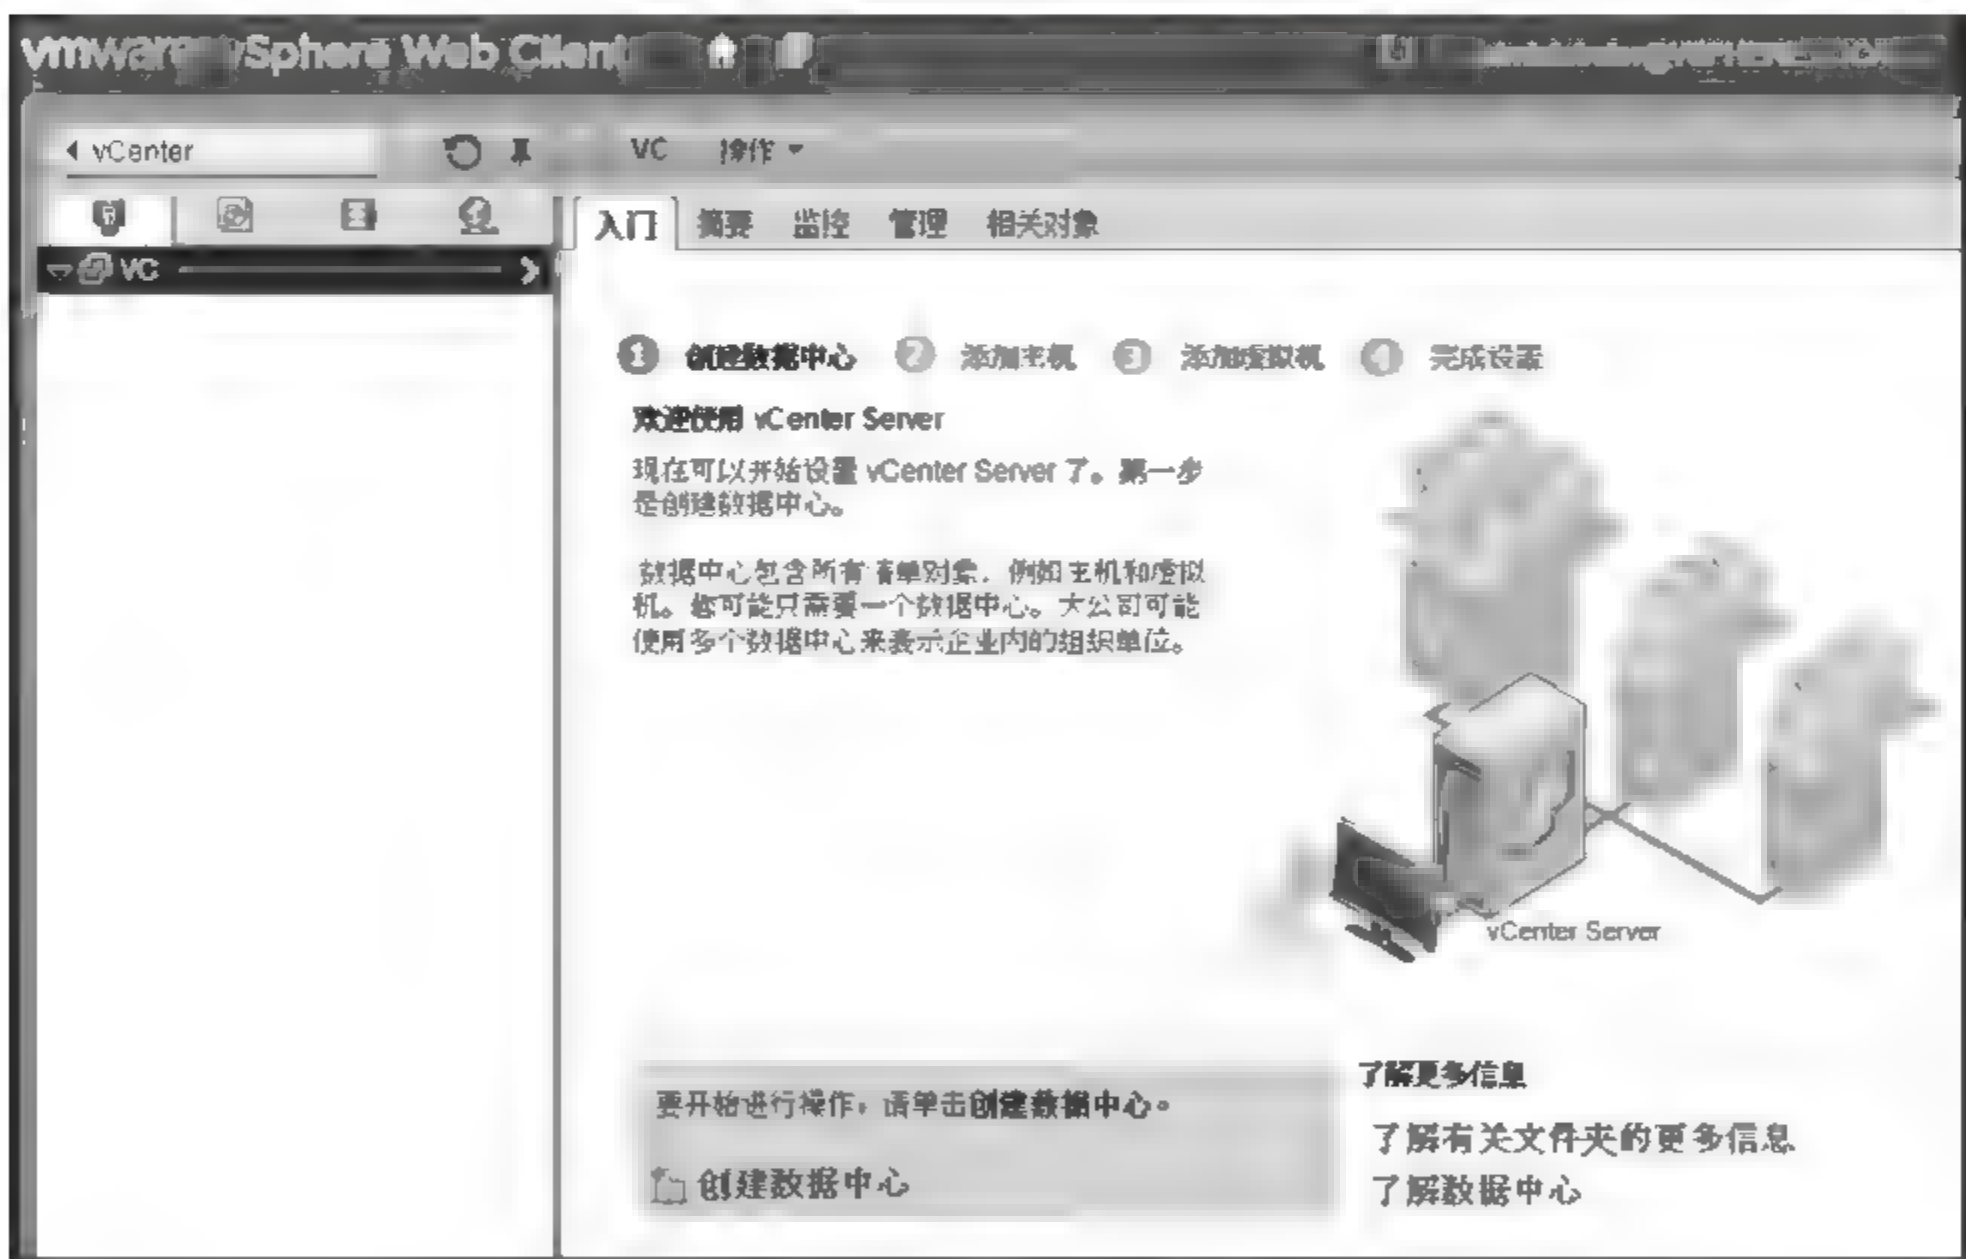 vmware vSphere Web Client
vCenter
VC 操作
入门 摘要 监控 管理 相关对象
VC
1 创建数据中心 2 添加主机 3 添加虚拟机 4 完成设置
欢迎使用 vCenter Server
现在可以开始设置 vCenter Server 了。第一步
是创建数据中心。
数据中心包含所有清单对象，例如主机和虚拟
机。您可能只需要一个数据中心。大公司可能
使用多个数据中心来表示企业内的组织单位。
vCenter Server
要开始进行操作，请单击创建数据中心。
创建数据中心
了解更多信息
了解有关文件夹的更多信息
了解数据中心